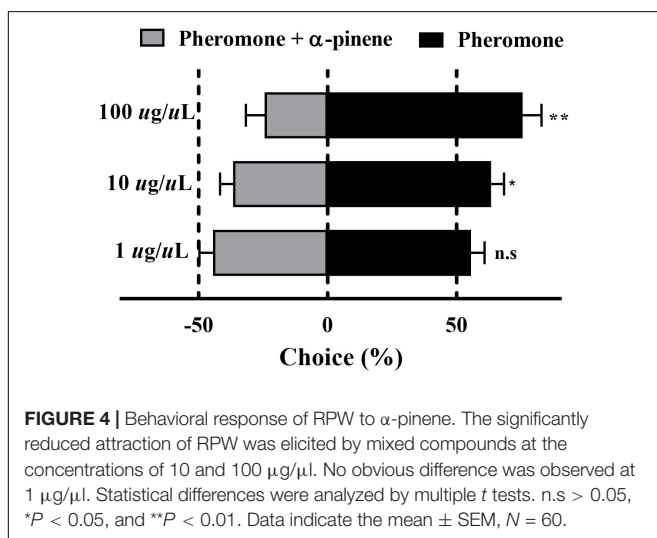 Pheromone + α-pinene Pheromone
100 ug/uL
**
10 ug/uL
*
1 ug/uL
n.s
-50 0 50
Choice (%)
FIGURE 4 | Behavioral response of RPW to α-pinene. The significantly
reduced attraction of RPW was elicited by mixed compounds at the
concentrations of 10 and 100 μg/μl. No obvious difference was observed at
1 μg/μl. Statistical differences were analyzed by multiple t tests. n.s > 0.05,
*P < 0.05, and **P < 0.01. Data indicate the mean ± SEM, N = 60.